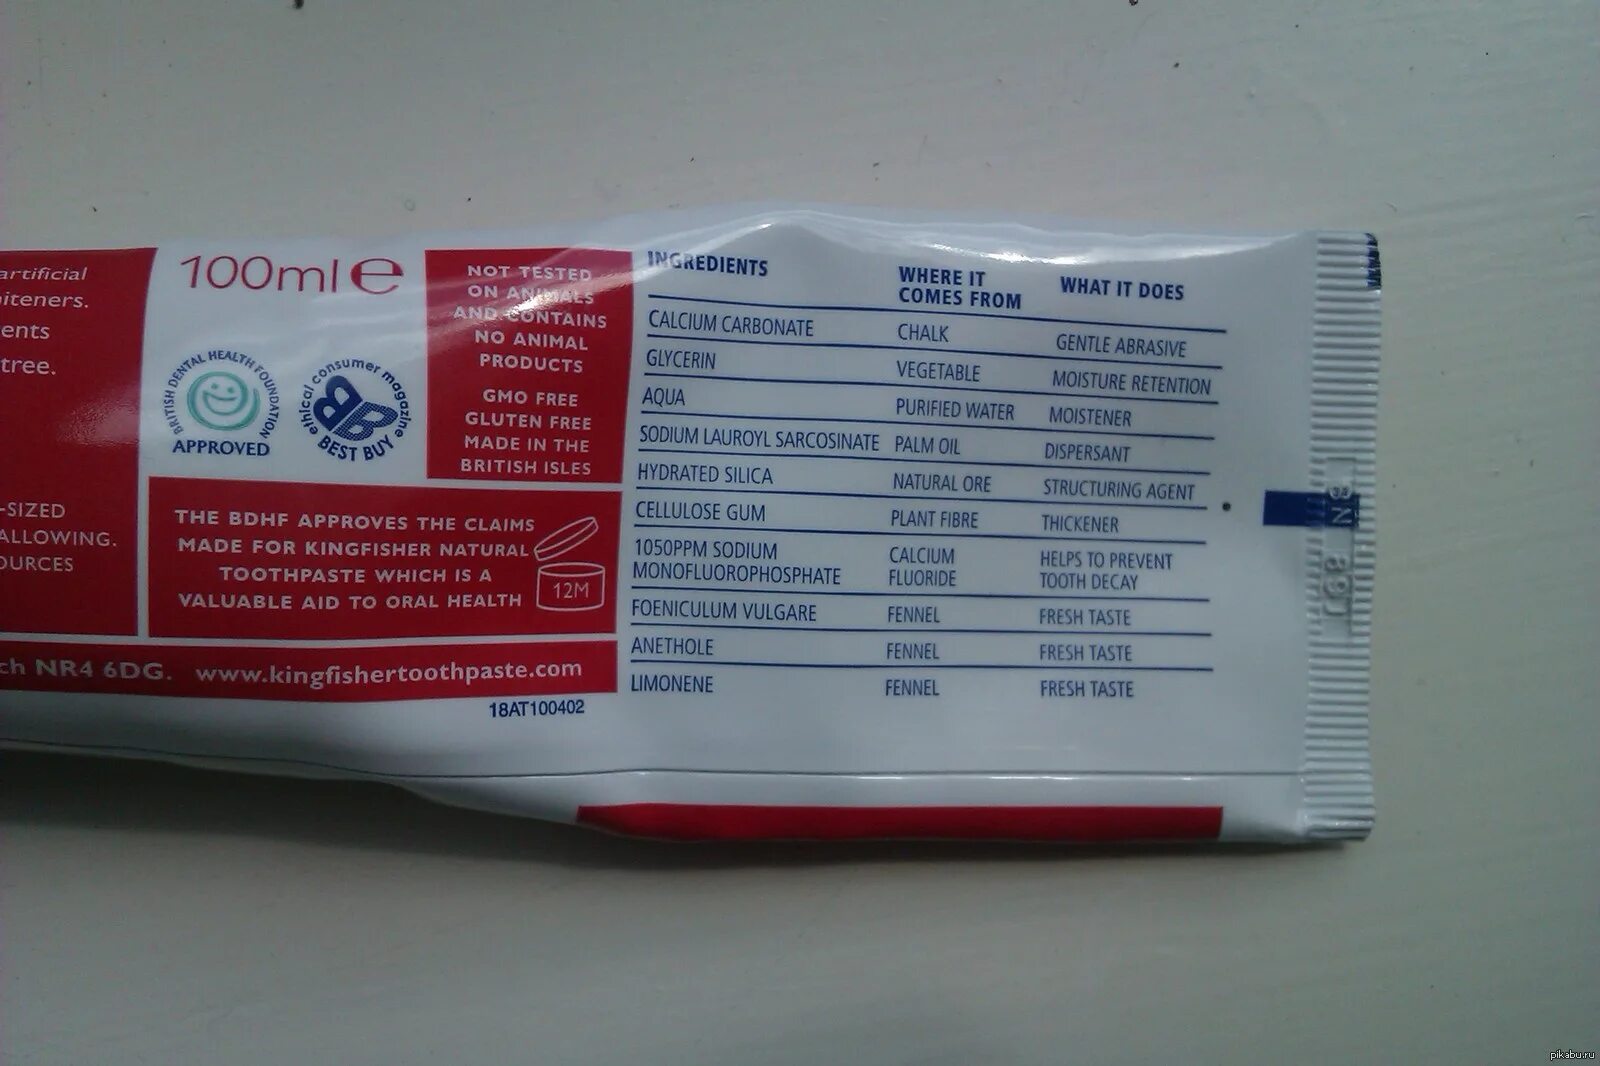 artificial
iteners.
ents
tree.
-SIZED
ALLOWING.
OURCES
ch NR4 6DG. www.kingfishertoothpaste.com
100ml e
BRITISH DENTAL HEALTH FOUNDATION
APPROVED
ethical consumer magazine
BEST BUY
NOT TESTED
ON ANIMALS
AND CONTAINS
NO ANIMAL
PRODUCTS
GMO FREE
GLUTEN FREE
MADE IN THE
BRITISH ISLES
THE BDHF APPROVES THE CLAIMS
MADE FOR KINGFISHER NATURAL
TOOTHPASTE WHICH IS A
VALUABLE AID TO ORAL HEALTH
12M
18AT100402
INGREDIENTS WHERE IT COMES FROM WHAT IT DOES
CALCIUM CARBONATE CHALK GENTLE ABRASIVE
GLYCERIN VEGETABLE MOISTURE RETENTION
AQUA PURIFIED WATER MOISTENER
SODIUM LAUROYL SARCOSINATE PALM OIL DISPERSANT
HYDRATED SILICA NATURAL ORE STRUCTURING AGENT
CELLULOSE GUM PLANT FIBRE THICKENER
1050PPM SODIUM CALCIUM HELPS TO PREVENT
MONOFLUOROPHOSPHATE FLUORIDE TOOTH DECAY
FOENICULUM VULGARE FENNEL FRESH TASTE
ANETHOLE FENNEL FRESH TASTE
LIMONENE FENNEL FRESH TASTE
pikabu.ru